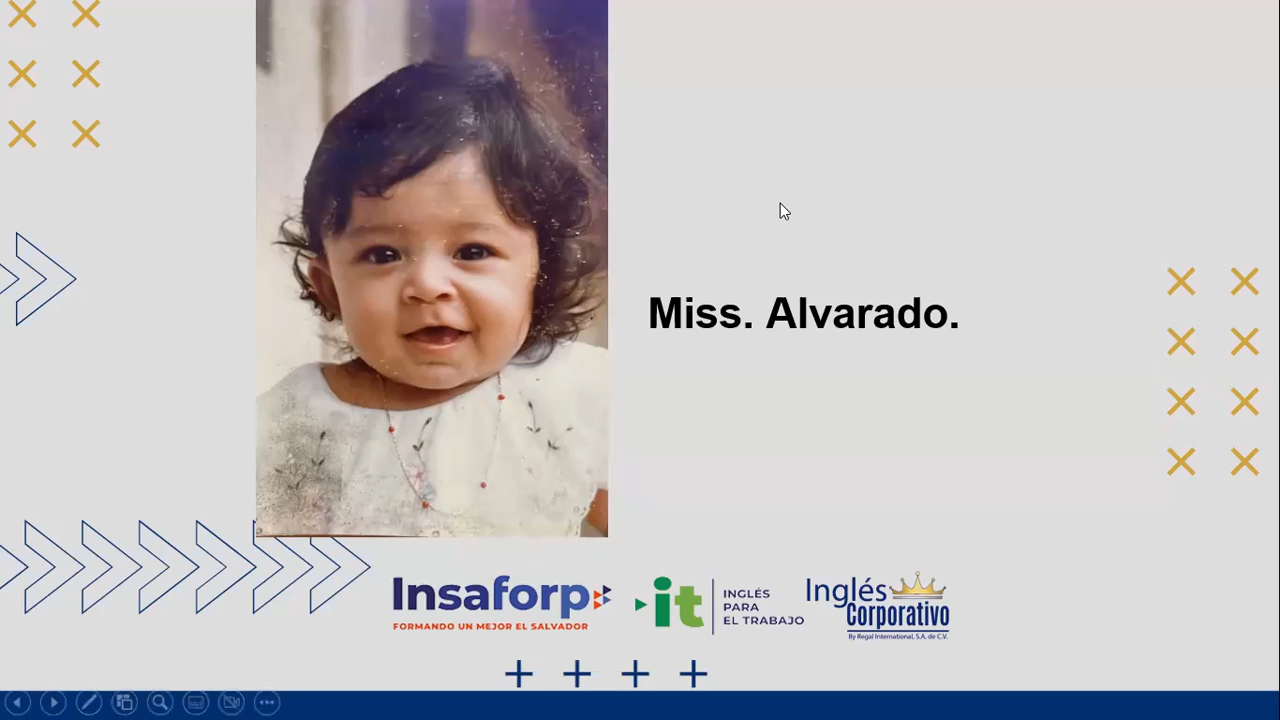 Miss. Alvarado.
Insaforp
FORMANDO UN MEJOR EL SALVADOR
it
INGLÉS
PARA
EL TRABAJO
Inglés
Corporativo
By Regal International, S.A. de C.V.